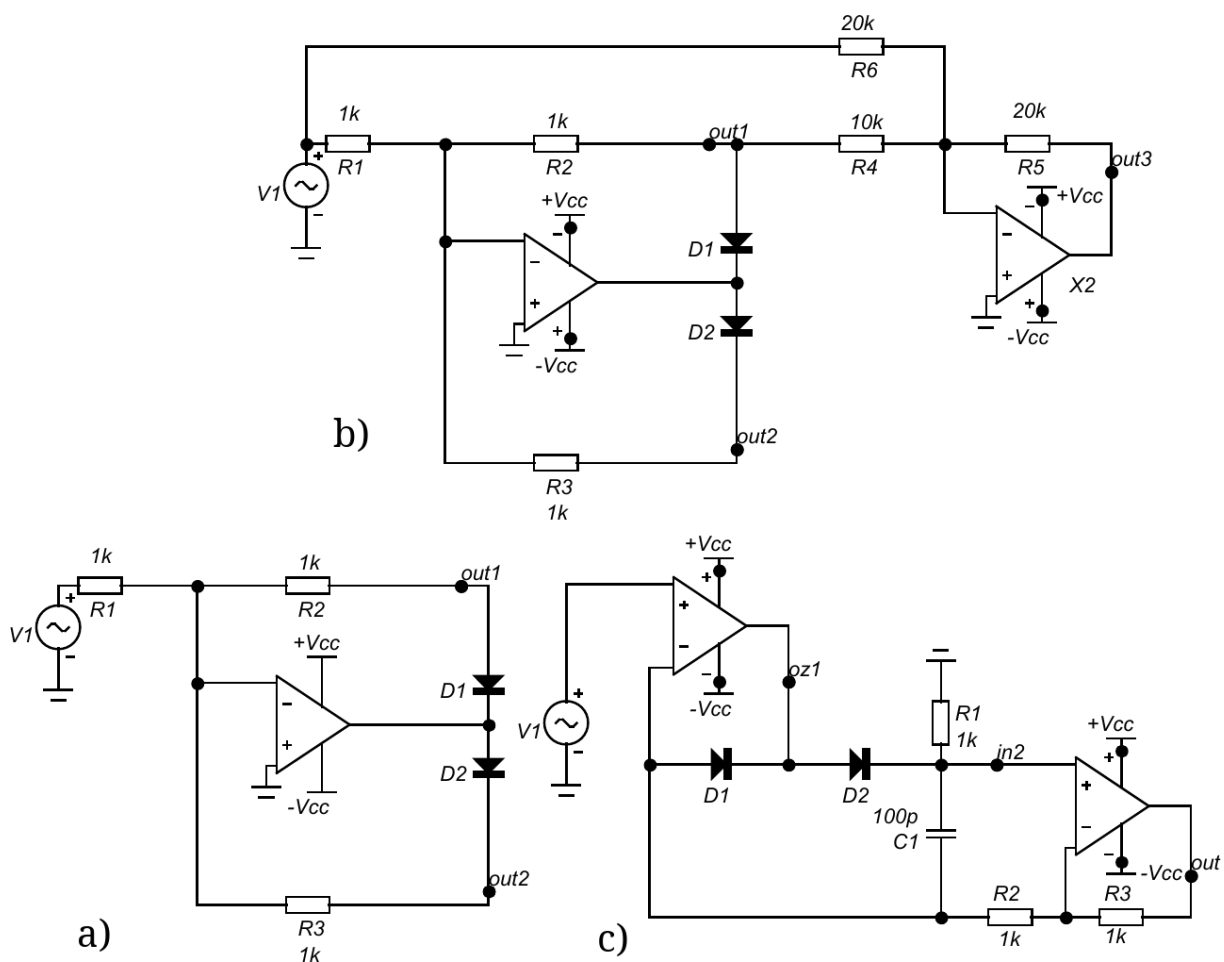 20k
R6
1k
1k
out1
10k
20k
R1
R2
R4
R5
out3
V1
+
−
+Vcc
−
−
+
+
-Vcc
D1
D2
+Vcc
−
−
+
+
-Vcc
X2
b)
out2
R3
1k
1k
1k
out1
R1
R2
V1
+
-
+Vcc
-
+
-Vcc
D1
D2
out2
R3
1k
a)
+Vcc
+
+
−
−
-Vcc
oz1
V1
+
−
R1
1k
in2
D1
D2
100p
C1
+Vcc
+
+
−
−
-Vcc
out
R2
R3
1k
1k
c)